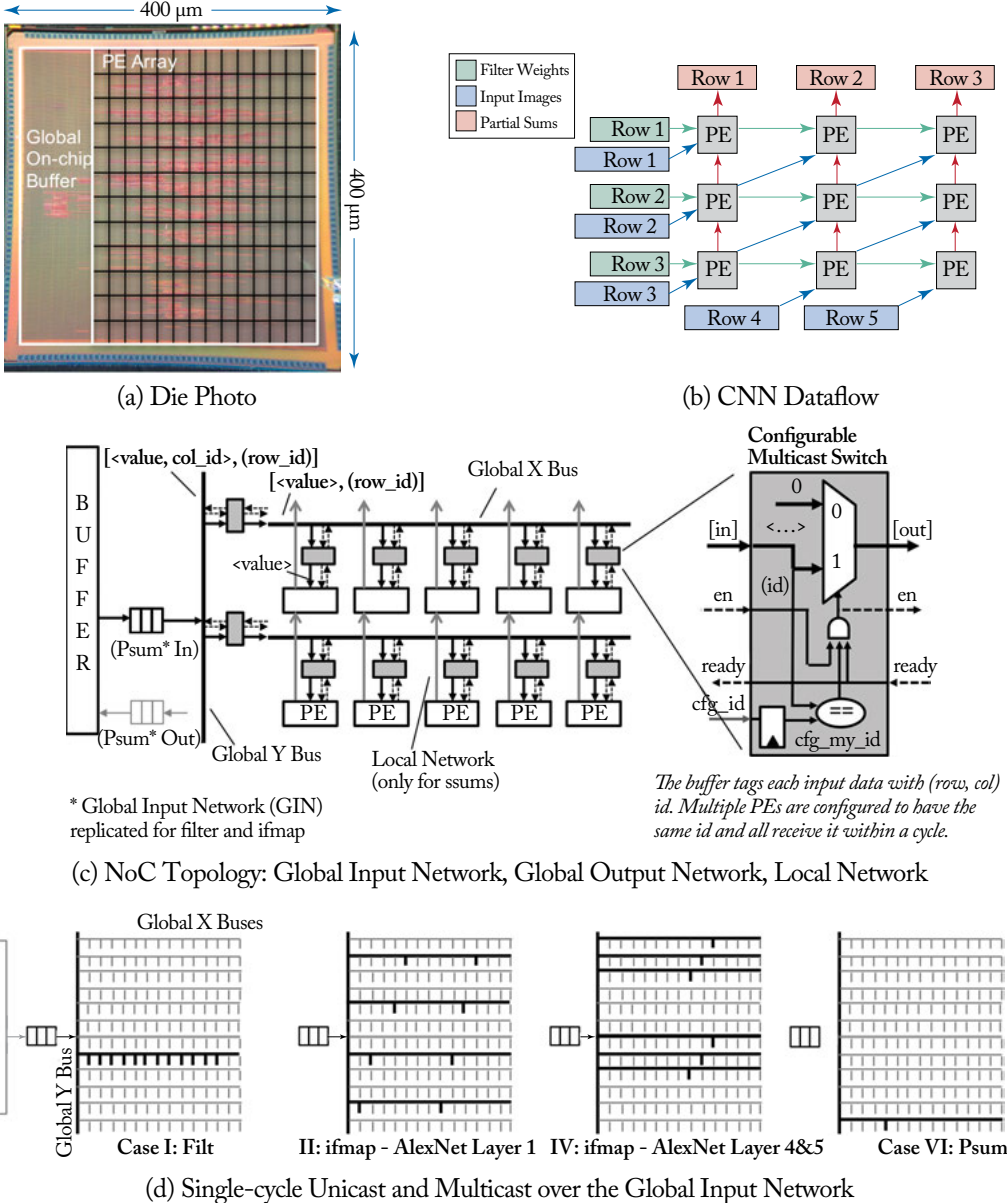 400 μm
PE Array
Global
On-chip
Buffer
400 μm
(a) Die Photo
Filter Weights
Input Images
Partial Sums
Row 1
Row 2
Row 3
Row 1
PE
PE
PE
Row 1
Row 2
PE
PE
PE
Row 2
Row 3
PE
PE
PE
Row 3
Row 4
Row 5
(b) CNN Dataflow
BUFFER
[<value, col_id>, (row_id)]
[<value>, (row_id)]
Global X Bus
<value>
(Psum* In)
(Psum* Out)
PE
PE
PE
PE
PE
Global Y Bus
Local Network
(only for ssums)
* Global Input Network (GIN)
replicated for filter and ifmap
Configurable
Multicast Switch
0
0
<...>
[in]
[out]
1
(id)
en
en
ready
ready
cfg_id
==
cfg_my_id
The buffer tags each input data with (row, col)
id. Multiple PEs are configured to have the
same id and all receive it within a cycle.
(c) NoC Topology: Global Input Network, Global Output Network, Local Network
Global X Buses
Global Y Bus
Case I: Filt
II: ifmap - AlexNet Layer 1
IV: ifmap - AlexNet Layer 4&5
Case VI: Psum
(d) Single-cycle Unicast and Multicast over the Global Input Network